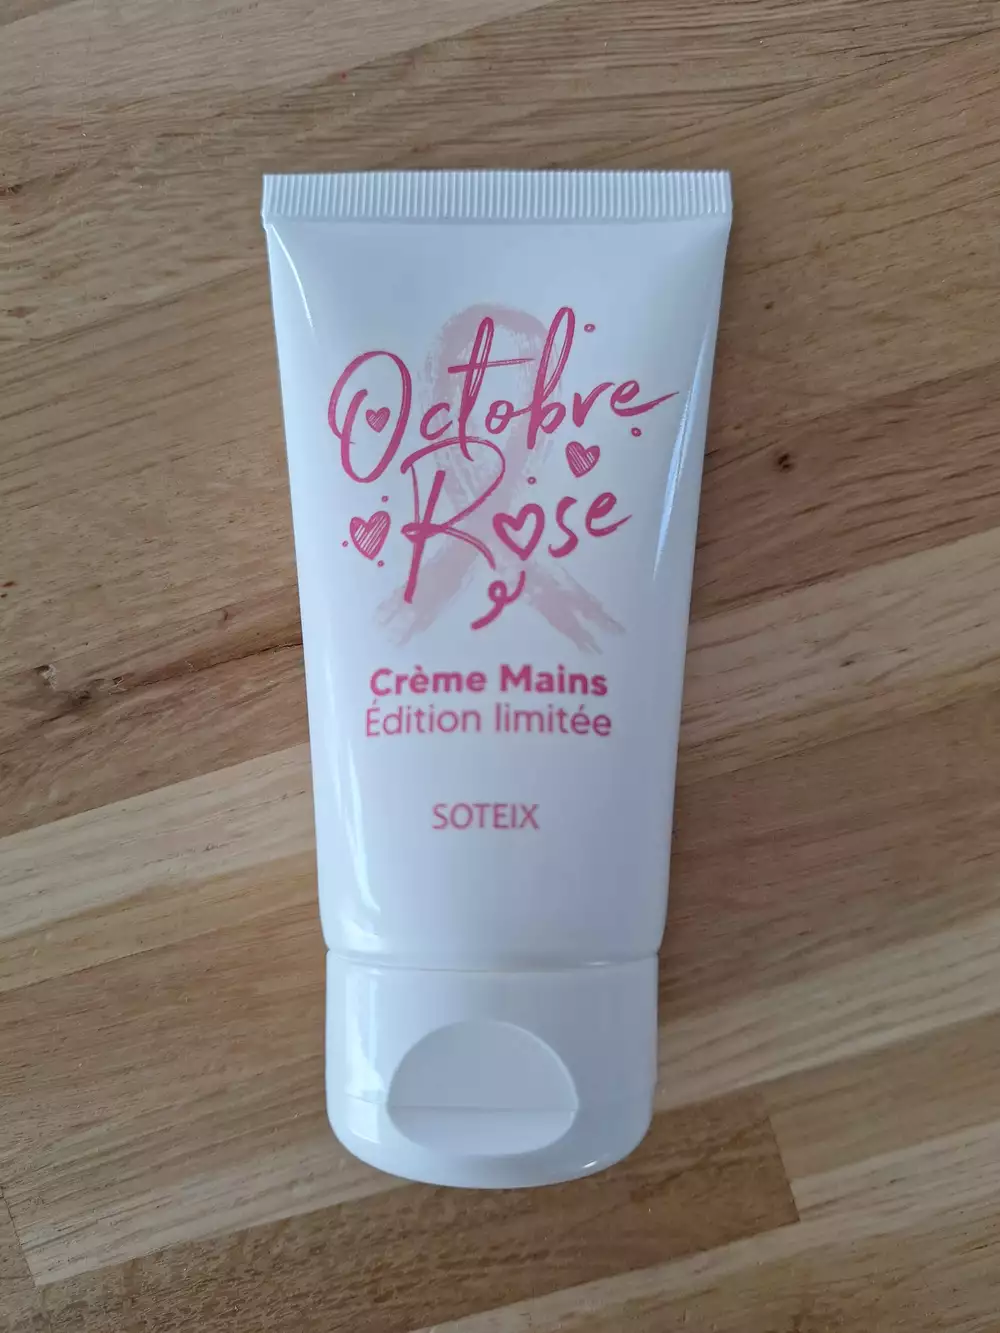 Octobre
Rose
Crème Mains
Édition limitée
SOTEIX